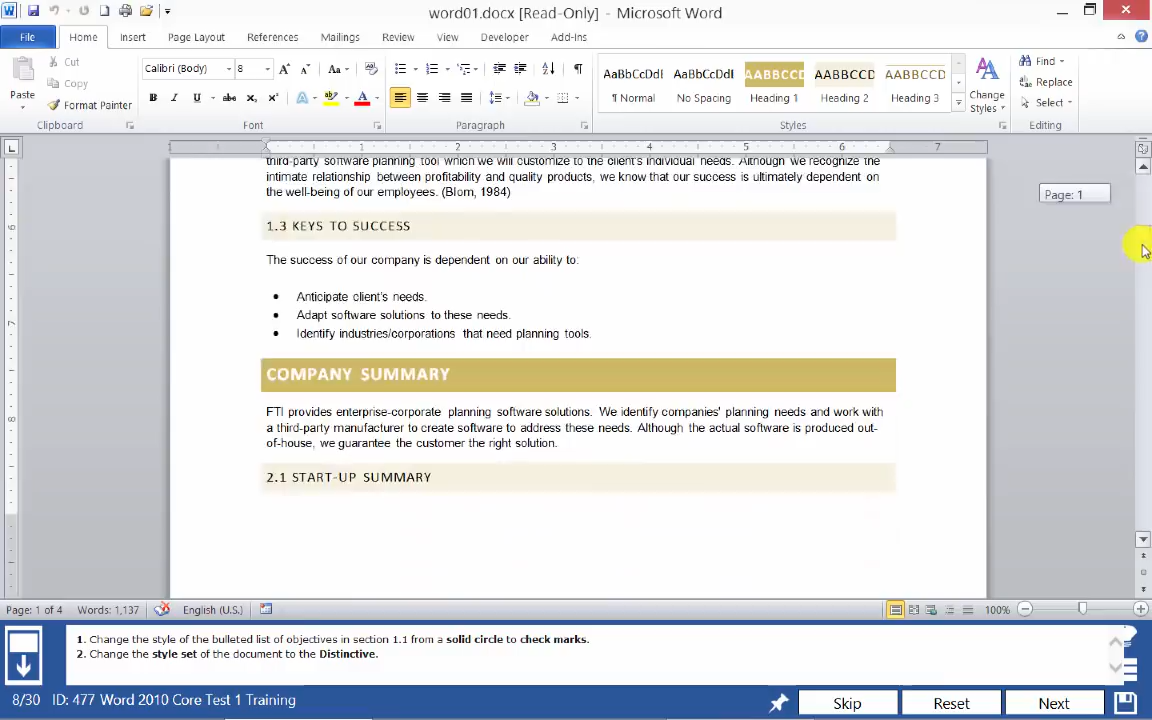 word01.docx [Read-Only] - Microsoft Word
File Home Insert Page Layout References Mailings Review View Developer Add-Ins
Cut
Copy
Format Painter
Paste
Clipboard
Calibri (Body) 8
Font
Paragraph
AaBbCcDdI AaBbCcDdI AABBCCD AABBCCD AABBCCD
¶ Normal No Spacing Heading 1 Heading 2 Heading 3
Change
Styles
Styles
Find
Replace
Select
Editing
1 1 2 3 4 5 6 7
third-party software planning tool which we will customize to the client's individual needs. Although we recognize the
intimate relationship between profitability and quality products, we know that our success is ultimately dependent on
the well-being of our employees. (Blom, 1984)
Page: 1
1.3 KEYS TO SUCCESS
The success of our company is dependent on our ability to:
• Anticipate client's needs.
• Adapt software solutions to these needs.
• Identify industries/corporations that need planning tools.
COMPANY SUMMARY
FTI provides enterprise-corporate planning software solutions. We identify companies' planning needs and work with
a third-party manufacturer to create software to address these needs. Although the actual software is produced out-
of-house, we guarantee the customer the right solution.
2.1 START-UP SUMMARY
Page: 1 of 4 Words: 1,137 English (U.S.) 100%
1. Change the style of the bulleted list of objectives in section 1.1 from a solid circle to check marks.
2. Change the style set of the document to the Distinctive.
8/30 ID: 477 Word 2010 Core Test 1 Training Skip Reset Next